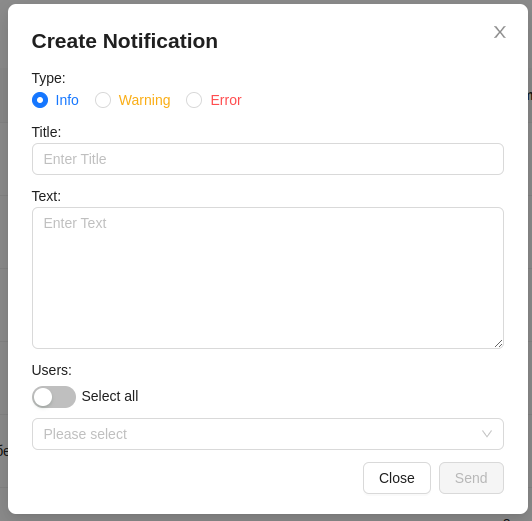 Create Notification
Type:
Info Warning Error
Title:
Enter Title
Text:
Enter Text
Users:
Select all
Please select
Close Send